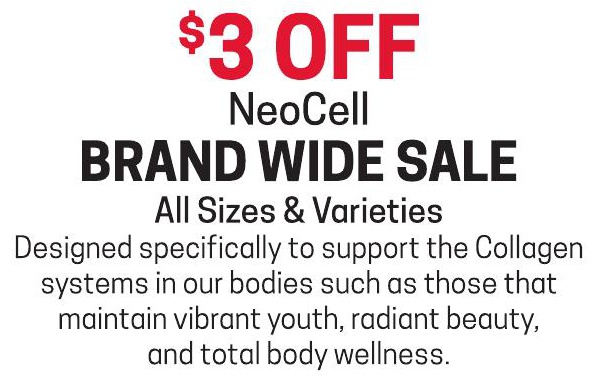 $3 OFF
NeoCell
BRAND WIDE SALE
All Sizes & Varieties
Designed specifically to support the Collagen
systems in our bodies such as those that
maintain vibrant youth, radiant beauty,
and total body wellness.